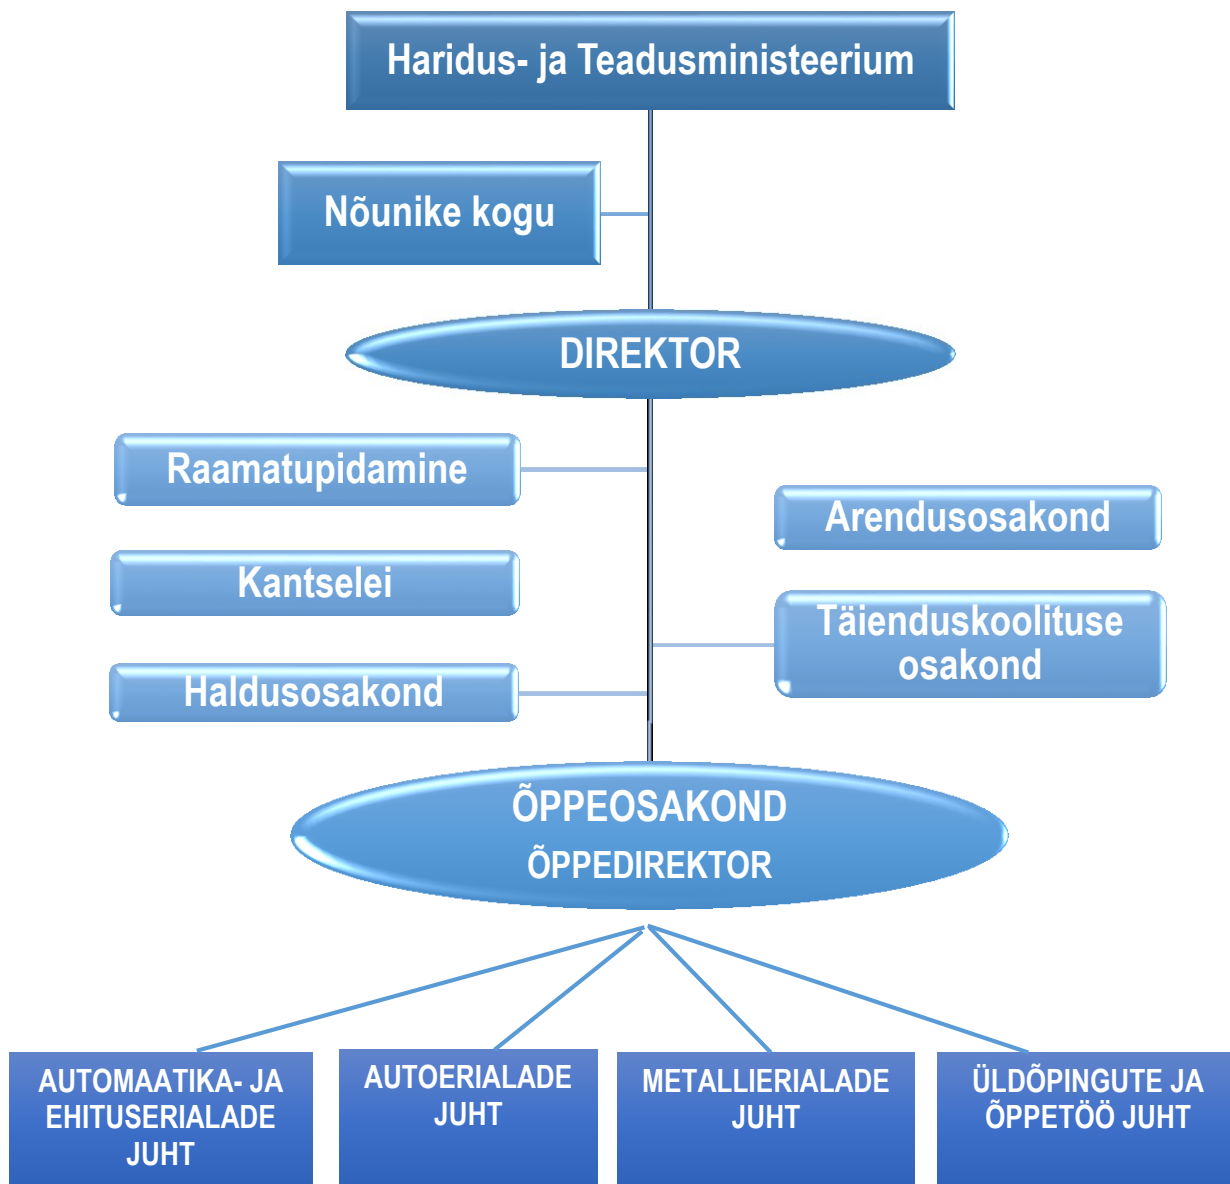 Haridus- ja Teadusministeerium
Nõunike kogu
DIREKTOR
Raamatupidamine
Arendusosakond
Kantselei
Täienduskoolituse
osakond
Haldusosakond
ÕPPEOSAKOND
ÕPPEDIREKTOR
AUTOMAATIKA- JA
EHITUSERIALADE
JUHT
AUTOERIALADE
JUHT
METALLIERIALADE
JUHT
ÜLDÕPINGUTE JA
ÕPPETÖÖ JUHT